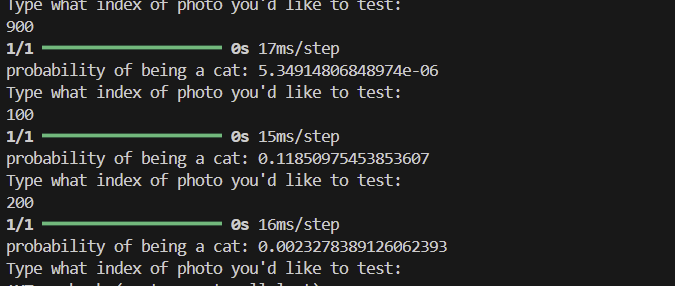 Type what index of photo you'd like to test:
900
1/1 ━━━━━━━━━━━━━━━━━━━━ 0s 17ms/step
probability of being a cat: 5.34914806848974e-06
Type what index of photo you'd like to test:
100
1/1 ━━━━━━━━━━━━━━━━━━━━ 0s 15ms/step
probability of being a cat: 0.11850975453853607
Type what index of photo you'd like to test:
200
1/1 ━━━━━━━━━━━━━━━━━━━━ 0s 16ms/step
probability of being a cat: 0.0023278389126062393
Type what index of photo you'd like to test: